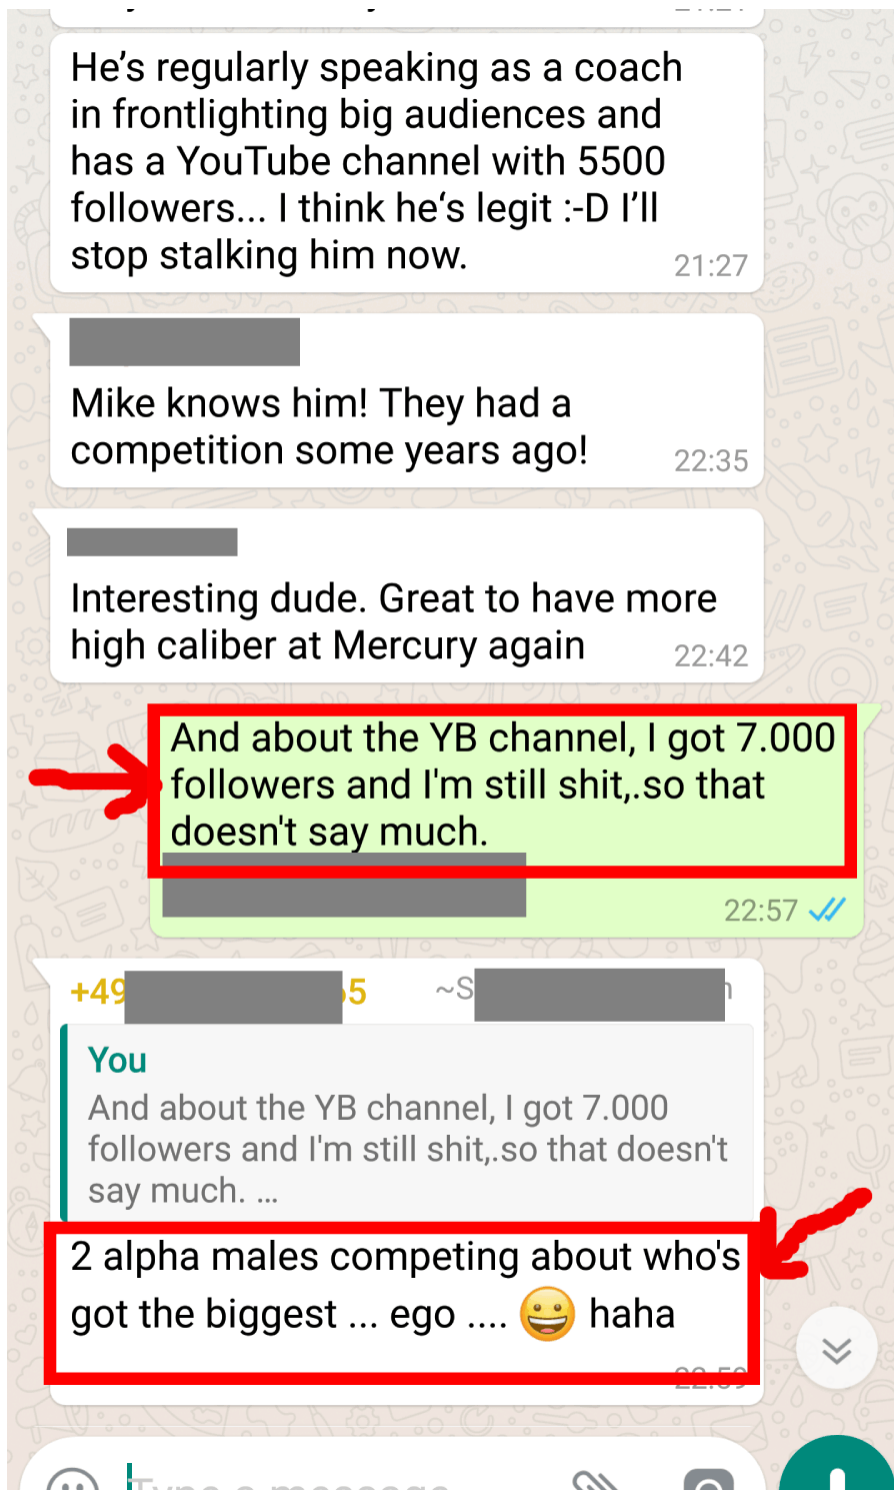 He's regularly speaking as a coach
in frontlighting big audiences and
has a YouTube channel with 5500
followers... I think he‘s legit :-D I’ll
stop stalking him now.
21:27
Mike knows him! They had a
competition some years ago!
22:35
Interesting dude. Great to have more
high caliber at Mercury again
22:42
And about the YB channel, I got 7.000
followers and I'm still shit,.so that
doesn't say much.
22:57
+49 5 ~S
You
And about the YB channel, I got 7.000
followers and I'm still shit,.so that doesn't
say much. ...
2 alpha males competing about who's
got the biggest ... ego .... 😀 haha
22:59
Type a message